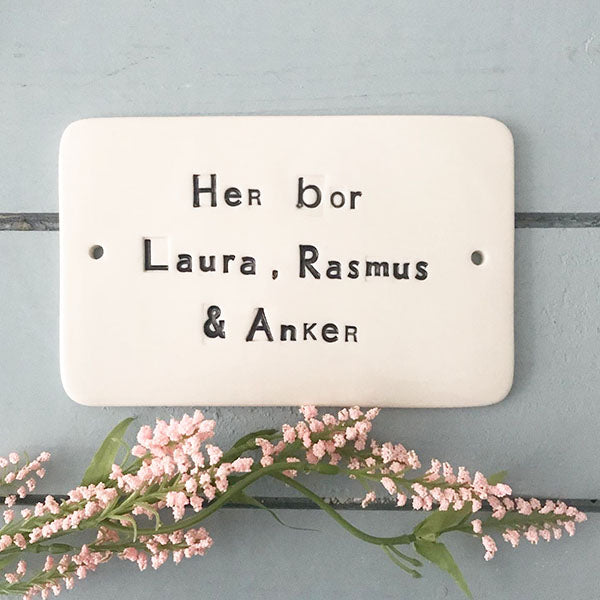 Her bor
Laura, Rasmus
& Anker